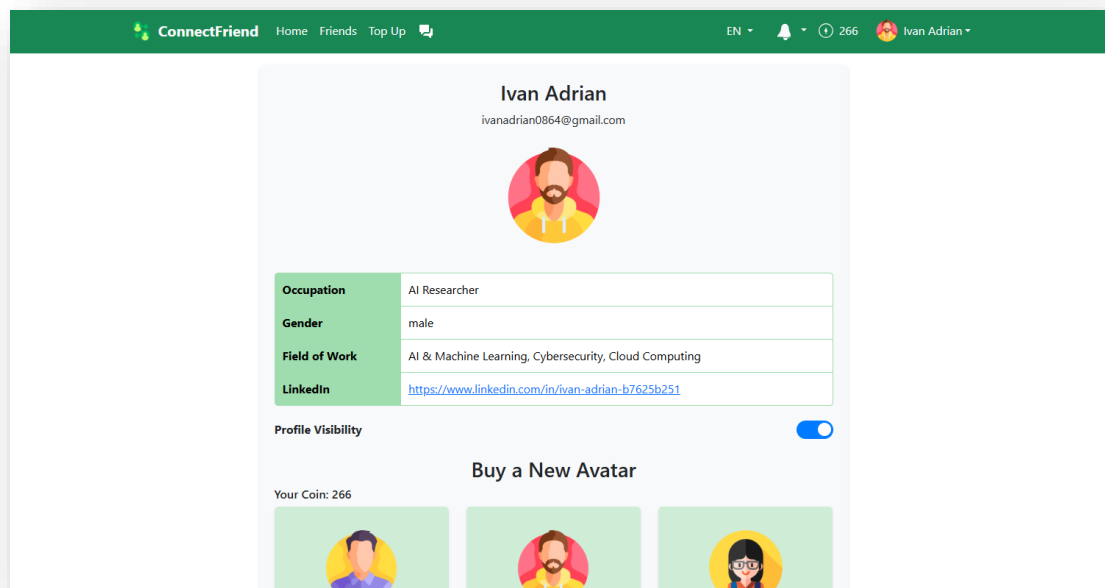 ConnectFriend Home Friends Top Up EN 266 Ivan Adrian
Ivan Adrian
ivanadrian0864@gmail.com
Occupation AI Researcher
Gender male
Field of Work AI & Machine Learning, Cybersecurity, Cloud Computing
LinkedIn https://www.linkedin.com/in/ivan-adrian-b7625b251
Profile Visibility
Buy a New Avatar
Your Coin: 266